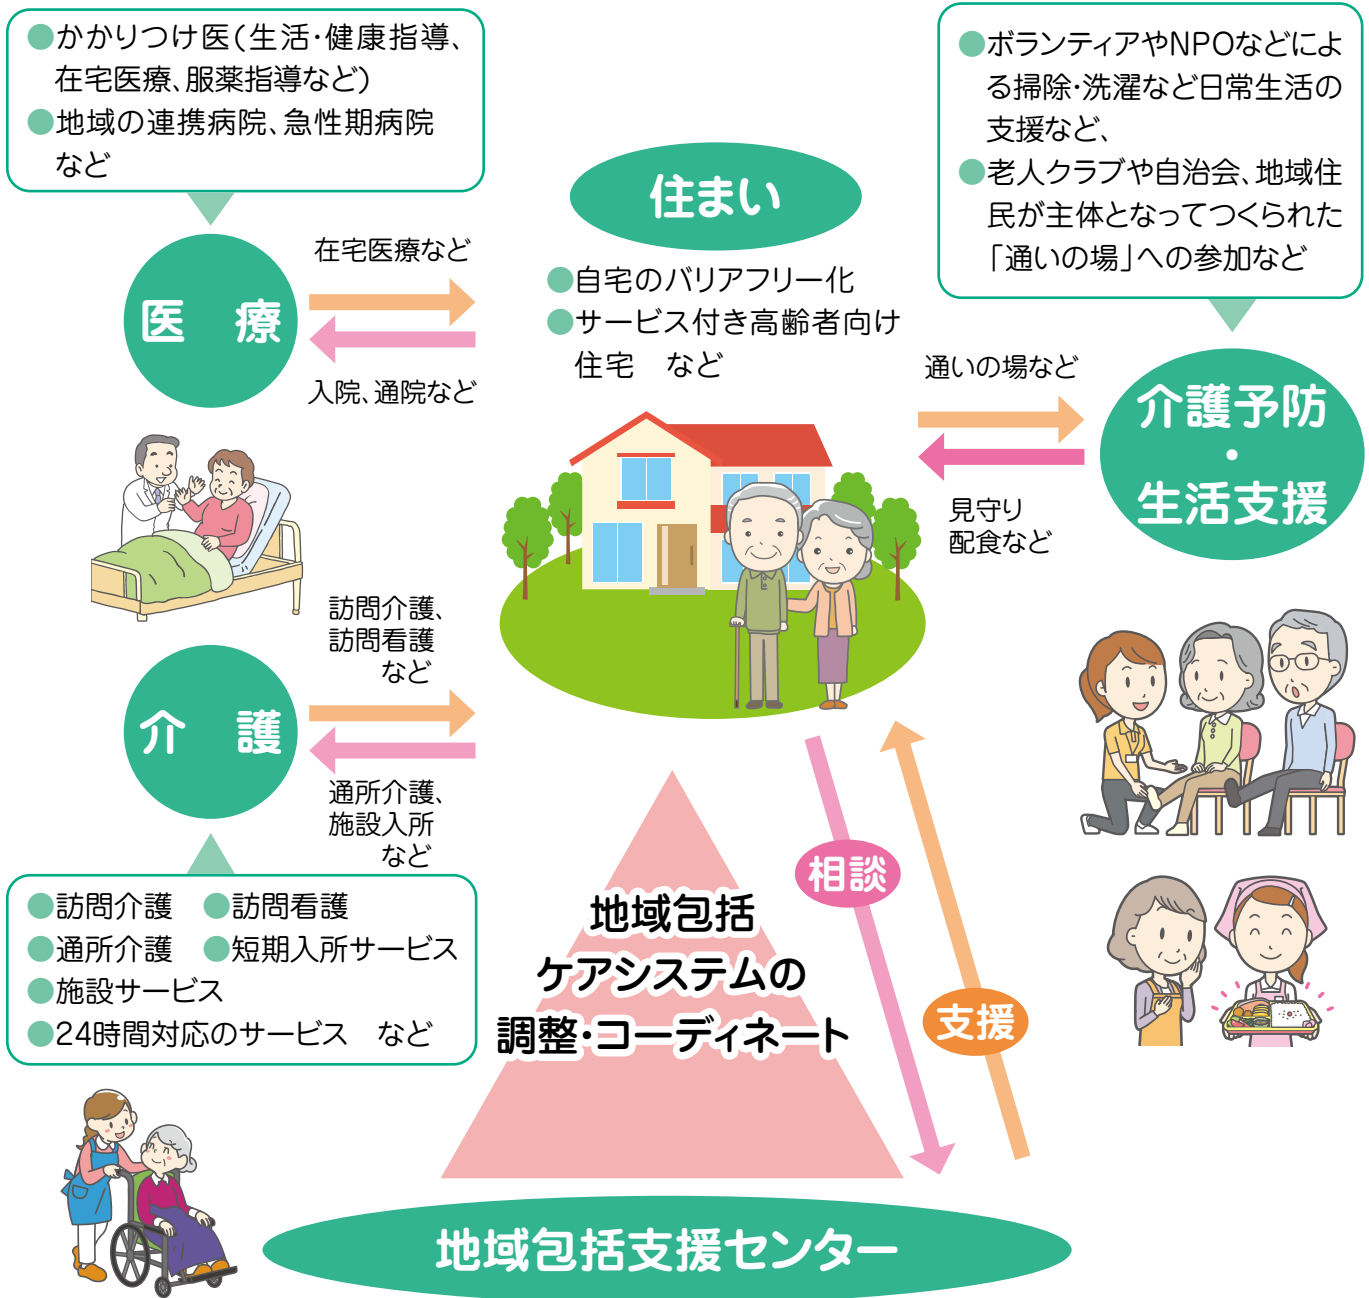 ●かかりつけ医(生活・健康指導、
在宅医療、服薬指導など)
●地域の連携病院、急性期病院
など
医　療
在宅医療など
入院、通院など
住まい
●自宅のバリアフリー化
●サービス付き高齢者向け
住宅　など
●ボランティアやNPOなどによ
る掃除・洗濯など日常生活の
支援など、
●老人クラブや自治会、地域住
民が主体となってつくられた
「通いの場」への参加など
通いの場など
見守り
配食など
介護予防
・
生活支援
訪問介護、
訪問看護
など
介　護
通所介護、
施設入所
など
●訪問介護　●訪問看護
●通所介護　●短期入所サービス
●施設サービス
●24時間対応のサービス　など
地域包括
ケアシステムの
調整・コーディネート
相談
支援
地域包括支援センター